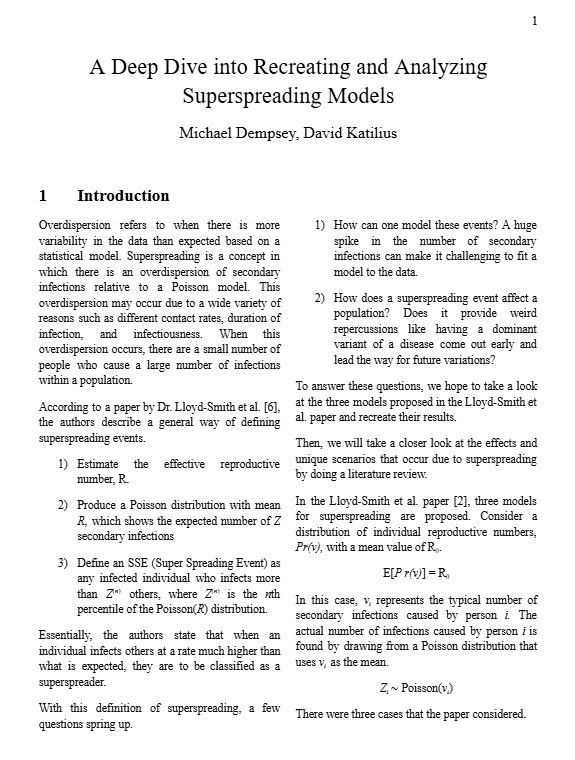 1
A Deep Dive into Recreating and Analyzing
Superspreading Models
Michael Dempsey, David Katilius
1 Introduction
Overdispersion refers to when there is more
variability in the data than expected based on a
statistical model. Superspreading is a concept in
which there is an overdispersion of secondary
infections relative to a Poisson model. This
overdispersion may occur due to a wide variety of
reasons such as different contact rates, duration of
infection, and infectiousness. When this
overdispersion occurs, there are a small number of
people who cause a large number of infections
within a population.
According to a paper by Dr. Lloyd-Smith et al. [6],
the authors describe a general way of defining
superspreading events.
1) Estimate the effective reproductive
number, R.
2) Produce a Poisson distribution with mean
R, which shows the expected number of Z
secondary infections
3) Define an SSE (Super Spreading Event) as
any infected individual who infects more
than Z⁽ⁿ⁾ others, where Z⁽ⁿ⁾ is the nth
percentile of the Poisson(R) distribution.
Essentially, the authors state that when an
individual infects others at a rate much higher than
what is expected, they are to be classified as a
superspreader.
With this definition of superspreading, a few
questions spring up.
1) How can one model these events? A huge
spike in the number of secondary
infections can make it challenging to fit a
model to the data.
2) How does a superspreading event affect a
population? Does it provide weird
repercussions like having a dominant
variant of a disease come out early and
lead the way for future variations?
To answer these questions, we hope to take a look
at the three models proposed in the Lloyd-Smith et
al. paper and recreate their results.
Then, we will take a closer look at the effects and
unique scenarios that occur due to superspreading
by doing a literature review.
In the Lloyd-Smith et al. paper [2], three models
for superspreading are proposed. Consider a
distribution of individual reproductive numbers,
Pr(v), with a mean value of R₀.
E[P r(v)] = R₀
In this case, vᵢ represents the typical number of
secondary infections caused by person i. The
actual number of infections caused by person i is
found by drawing from a Poisson distribution that
uses vᵢ as the mean.
Zᵢ ~ Poisson(vᵢ)
There were three cases that the paper considered.